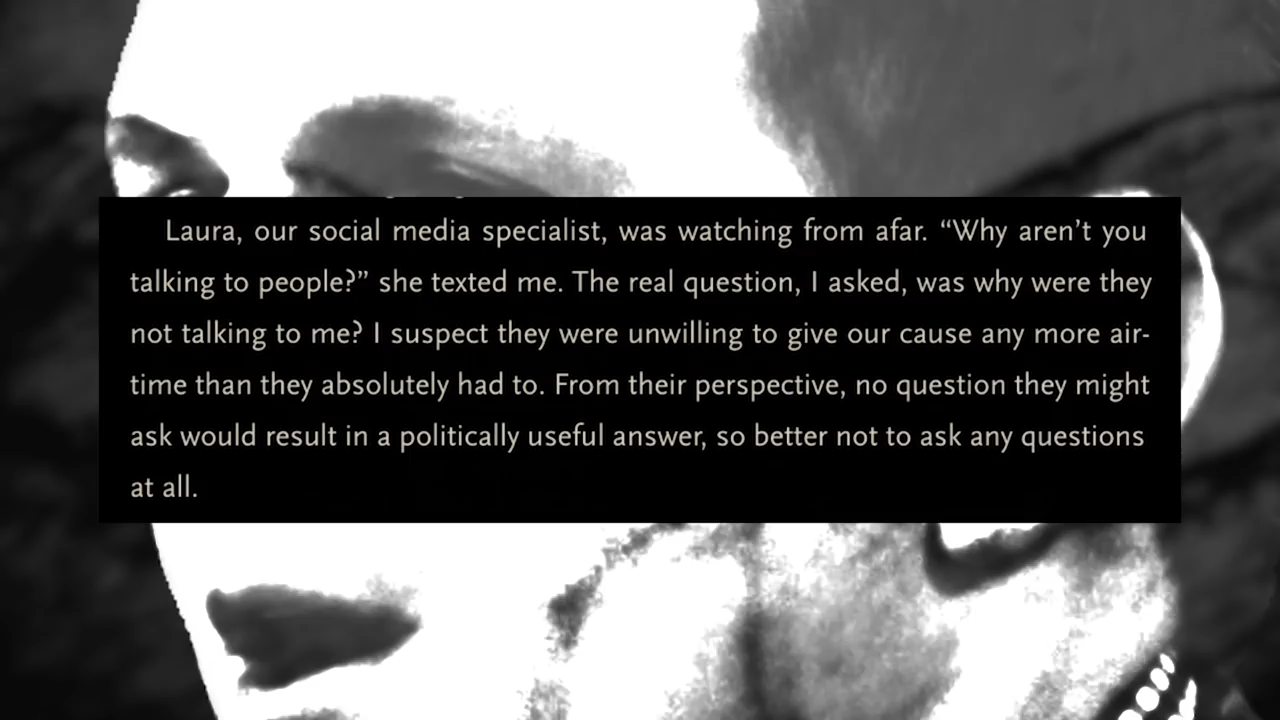 Laura, our social media specialist, was watching from afar. “Why aren’t you
talking to people?” she texted me. The real question, I asked, was why were they
not talking to me? I suspect they were unwilling to give our cause any more air-
time than they absolutely had to. From their perspective, no question they might
ask would result in a politically useful answer, so better not to ask any questions
at all.